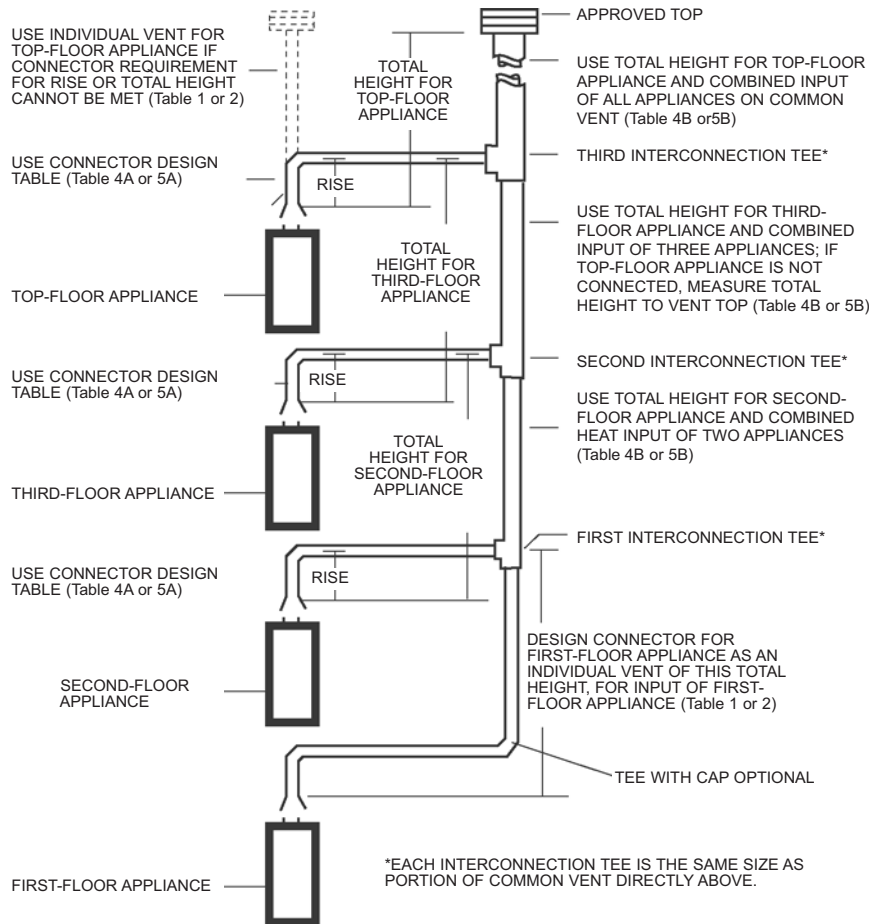 APPROVED TOP
USE INDIVIDUAL VENT FOR
TOP-FLOOR APPLIANCE IF
CONNECTOR REQUIREMENT
FOR RISE OR TOTAL HEIGHT
CANNOT BE MET (Table 1 or 2)
TOTAL
HEIGHT FOR
TOP-FLOOR
APPLIANCE
USE TOTAL HEIGHT FOR TOP-FLOOR
APPLIANCE AND COMBINED INPUT
OF ALL APPLIANCES ON COMMON
VENT (Table 4B or5B)
THIRD INTERCONNECTION TEE*
USE CONNECTOR DESIGN
TABLE (Table 4A or 5A)
RISE
USE TOTAL HEIGHT FOR THIRD-
FLOOR APPLIANCE AND COMBINED
INPUT OF THREE APPLIANCES; IF
TOP-FLOOR APPLIANCE IS NOT
CONNECTED, MEASURE TOTAL
HEIGHT TO VENT TOP (Table 4B or 5B)
TOTAL
HEIGHT FOR
THIRD-FLOOR
APPLIANCE
TOP-FLOOR APPLIANCE
SECOND INTERCONNECTION TEE*
USE CONNECTOR DESIGN
TABLE (Table 4A or 5A)
RISE
USE TOTAL HEIGHT FOR SECOND-
FLOOR APPLIANCE AND COMBINED
HEAT INPUT OF TWO APPLIANCES
(Table 4B or 5B)
TOTAL
HEIGHT FOR
SECOND-FLOOR
APPLIANCE
THIRD-FLOOR APPLIANCE
FIRST INTERCONNECTION TEE*
USE CONNECTOR DESIGN
TABLE (Table 4A or 5A)
RISE
DESIGN CONNECTOR FOR
FIRST-FLOOR APPLIANCE AS AN
INDIVIDUAL VENT OF THIS TOTAL
HEIGHT, FOR INPUT OF FIRST-
FLOOR APPLIANCE (Table 1 or 2)
SECOND-FLOOR
APPLIANCE
TEE WITH CAP OPTIONAL
*EACH INTERCONNECTION TEE IS THE SAME SIZE AS
PORTION OF COMMON VENT DIRECTLY ABOVE.
FIRST-FLOOR APPLIANCE